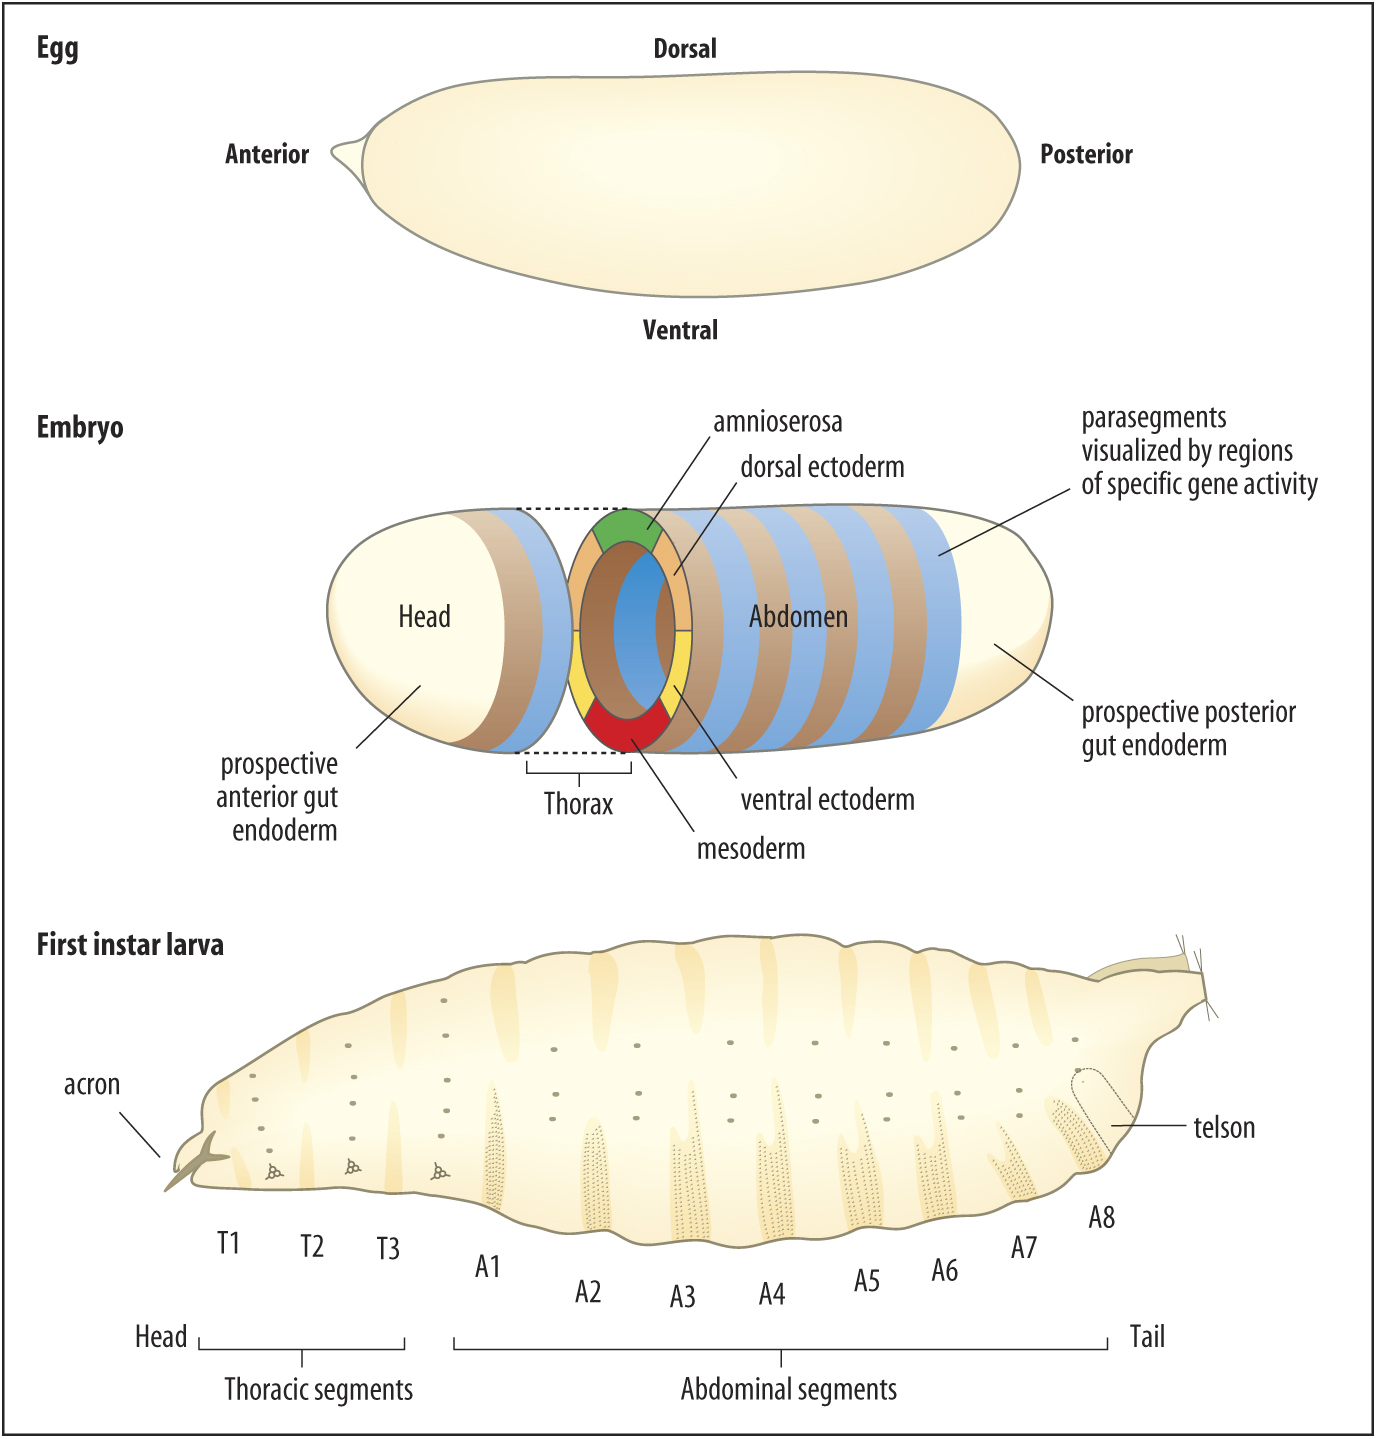 Egg
Dorsal
Anterior
Posterior
Ventral
Embryo
amnioserosa
dorsal ectoderm
parasegments
visualized by regions
of specific gene activity
Head
Abdomen
prospective
anterior gut
endoderm
Thorax
prospective posterior
gut endoderm
ventral ectoderm
mesoderm
First instar larva
acron
telson
T1 T2 T3 A1 A2 A3 A4 A5 A6 A7 A8
Head
Tail
Thoracic segments
Abdominal segments